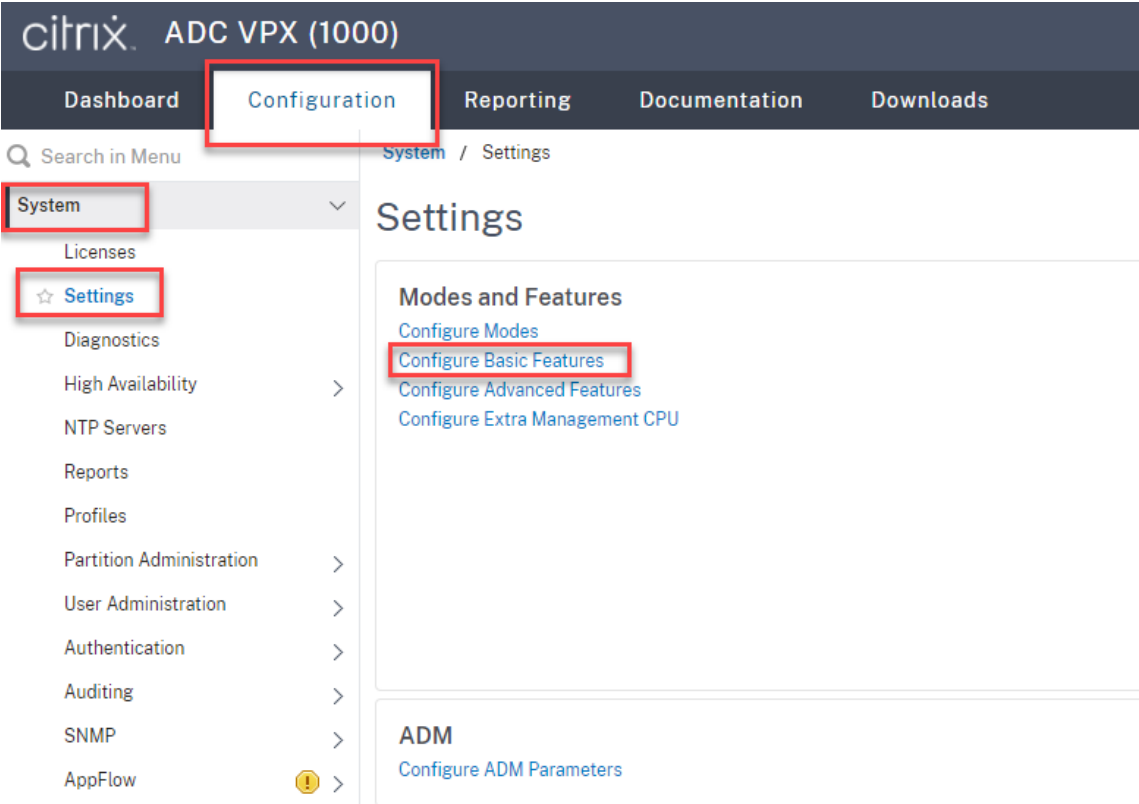 citrix. ADC VPX (1000)
Dashboard Configuration Reporting Documentation Downloads
Search in Menu
System / Settings
System
Settings
Licenses
Settings
Diagnostics
High Availability
NTP Servers
Reports
Profiles
Partition Administration
User Administration
Authentication
Auditing
SNMP
AppFlow
Modes and Features
Configure Modes
Configure Basic Features
Configure Advanced Features
Configure Extra Management CPU
ADM
Configure ADM Parameters